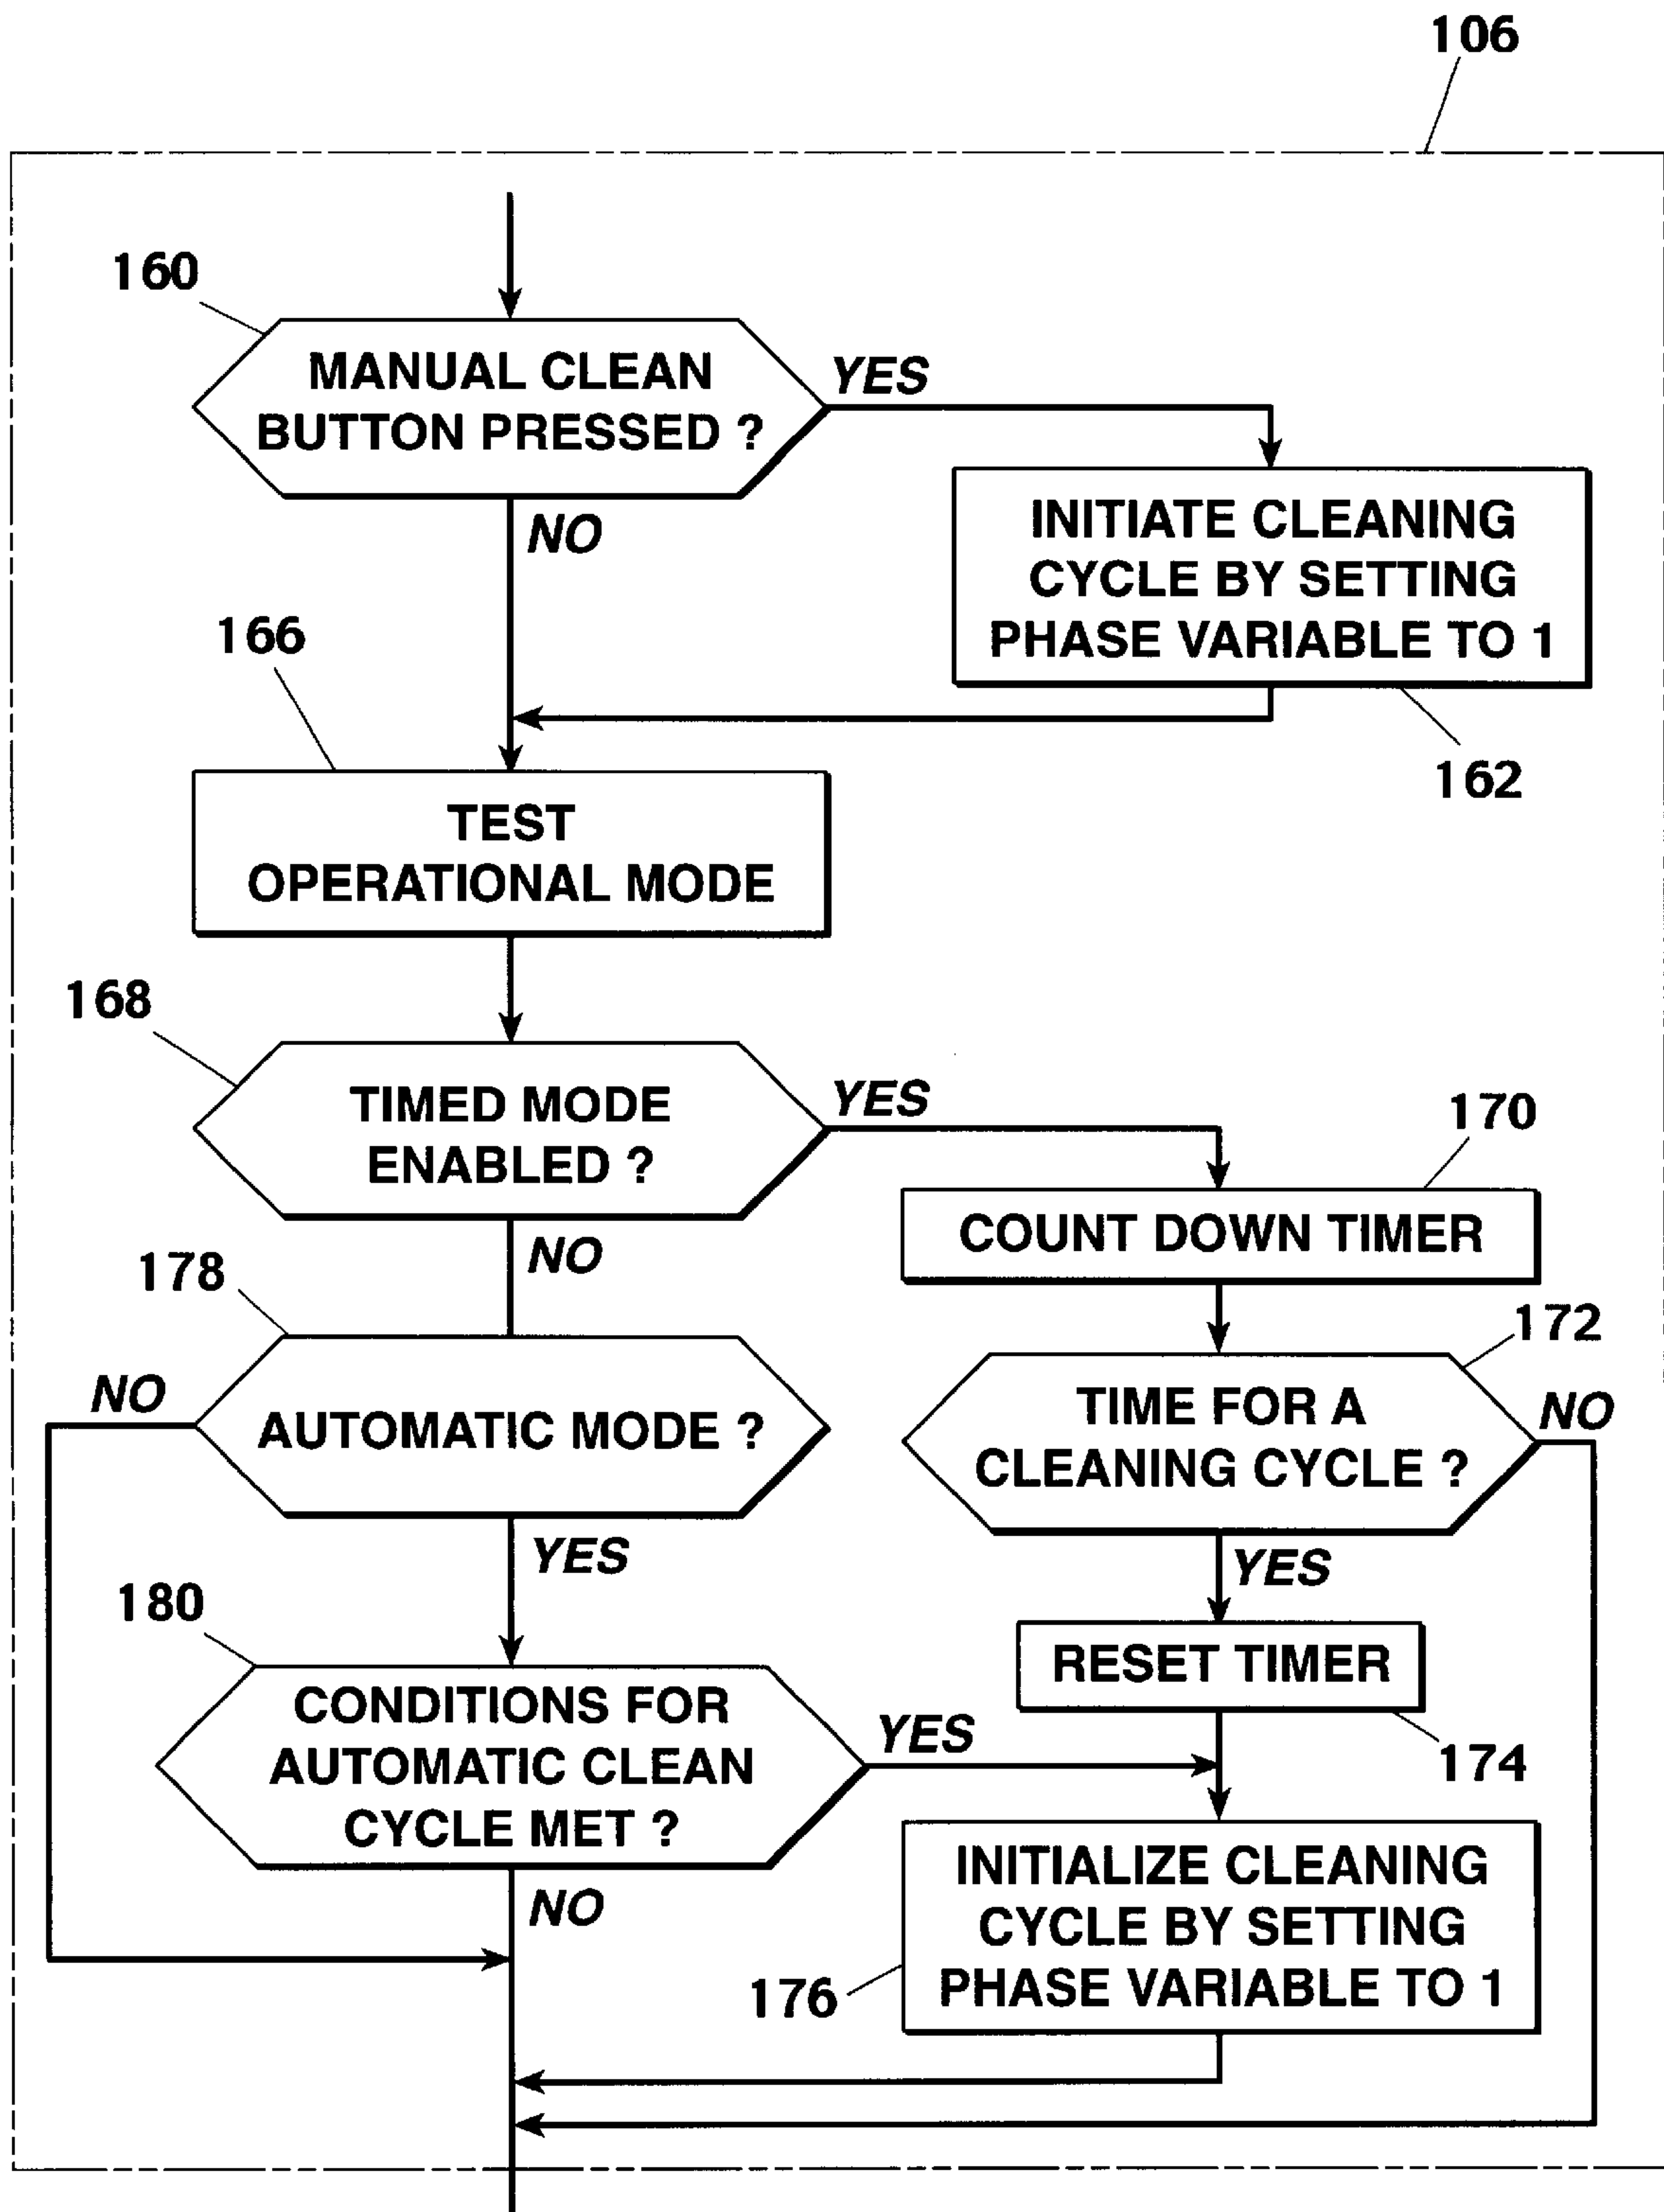 106
160
MANUAL CLEAN
BUTTON PRESSED ?
YES
NO
INITIATE CLEANING
CYCLE BY SETTING
PHASE VARIABLE TO 1
162
166
TEST
OPERATIONAL MODE
168
TIMED MODE
ENABLED ?
YES
NO
170
COUNT DOWN TIMER
178
AUTOMATIC MODE ?
NO
YES
172
TIME FOR A
CLEANING CYCLE ?
NO
YES
RESET TIMER
174
180
CONDITIONS FOR
AUTOMATIC CLEAN
CYCLE MET ?
YES
NO
INITIALIZE CLEANING
CYCLE BY SETTING
PHASE VARIABLE TO 1
176